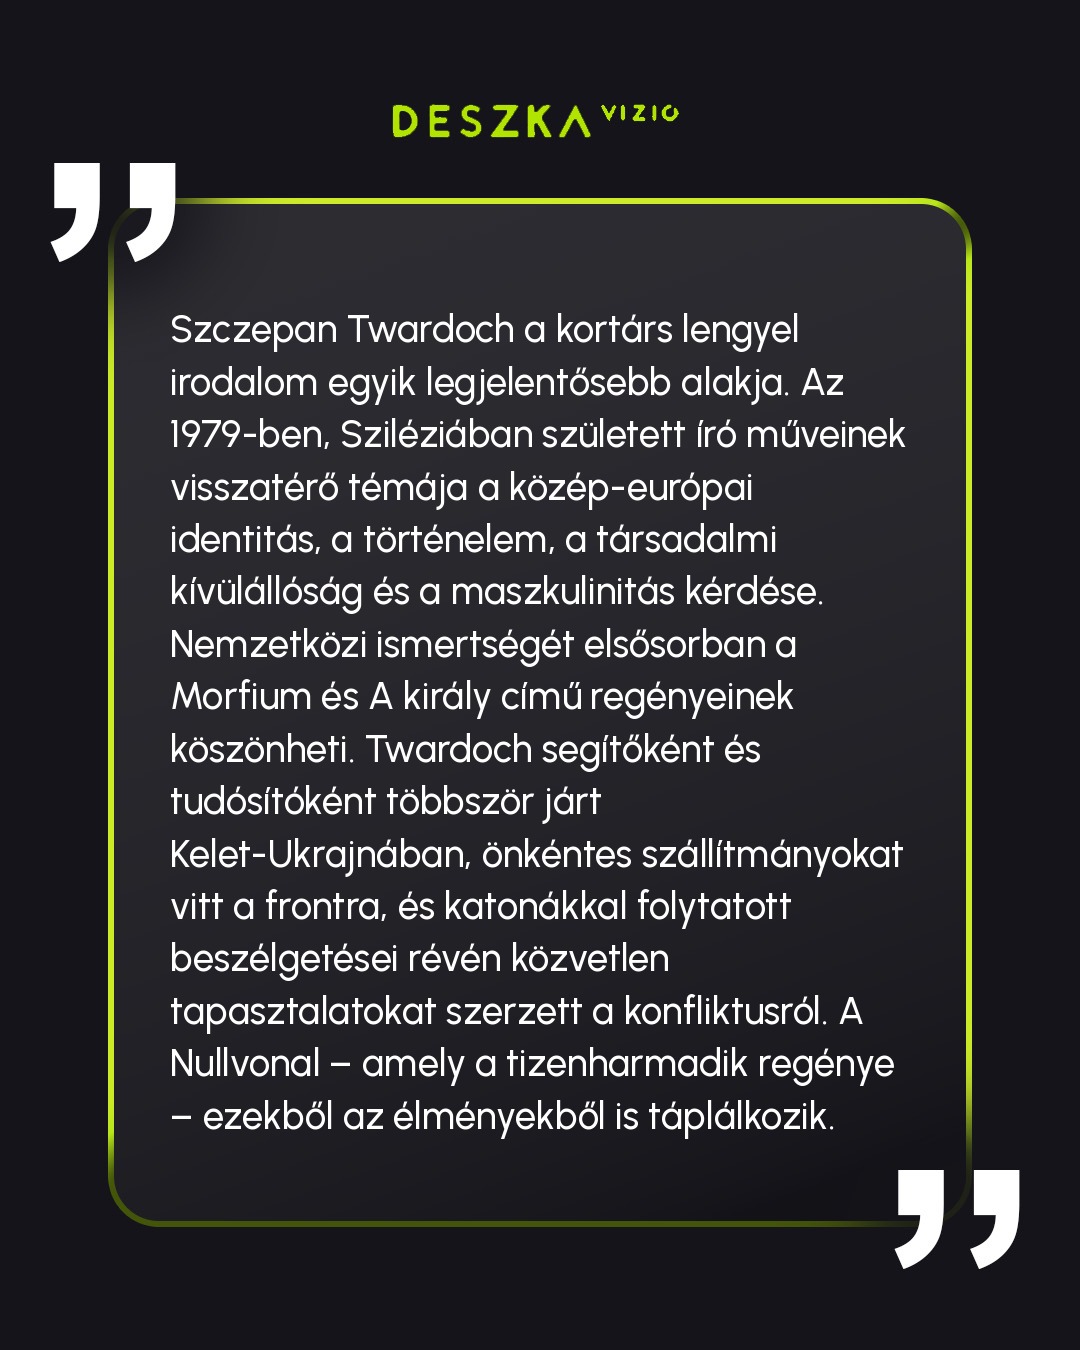 DESZKA VIZIO
”
Szczepan Twardoch a kortárs lengyel
irodalom egyik legjelentősebb alakja. Az
1979-ben, Sziléziában született író műveinek
visszatérő témája a közép-európai
identitás, a történelem, a társadalmi
kívülállóság és a maszkulinitás kérdése.
Nemzetközi ismertségét elsősorban a
Morfium és A király című regényeinek
köszönheti. Twardoch segítőként és
tudósítóként többször járt
Kelet-Ukrajnában, önkéntes szállítmányokat
vitt a frontra, és katonákkal folytatott
beszélgetései révén közvetlen
tapasztalatokat szerzett a konfliktusról. A
Nullvonal – amely a tizenharmadik regénye
– ezekből az élményekből is táplálkozik.
”